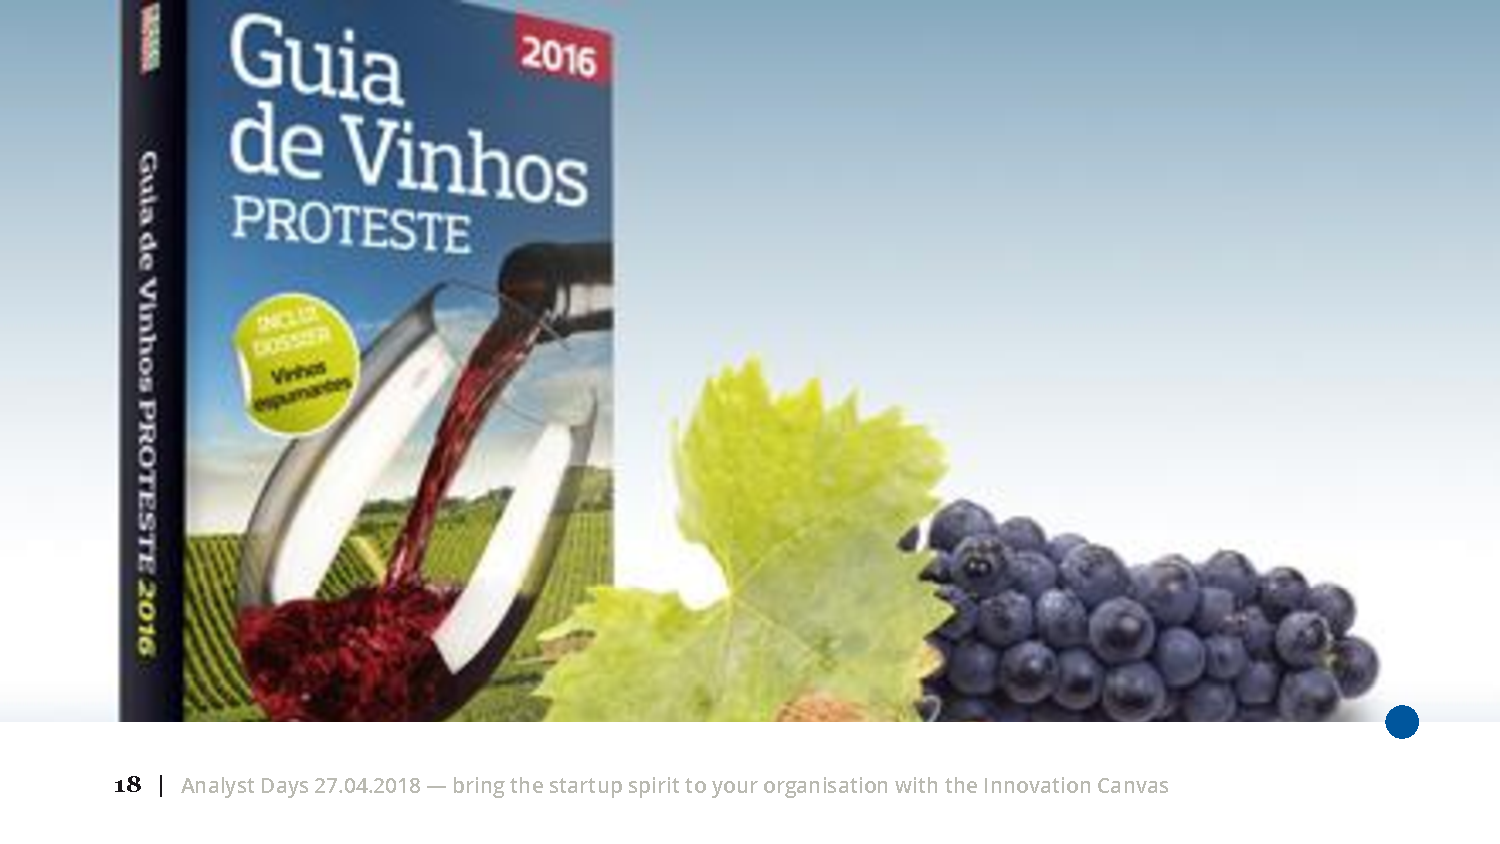 Guia
de Vinhos
PROTESTE
2016
INCLUI
DOSSIER
Vinhos
espumantes
Guia de Vinhos PROTESTE 2016
18 | Analyst Days 27.04.2018 — bring the startup spirit to your organisation with the Innovation Canvas